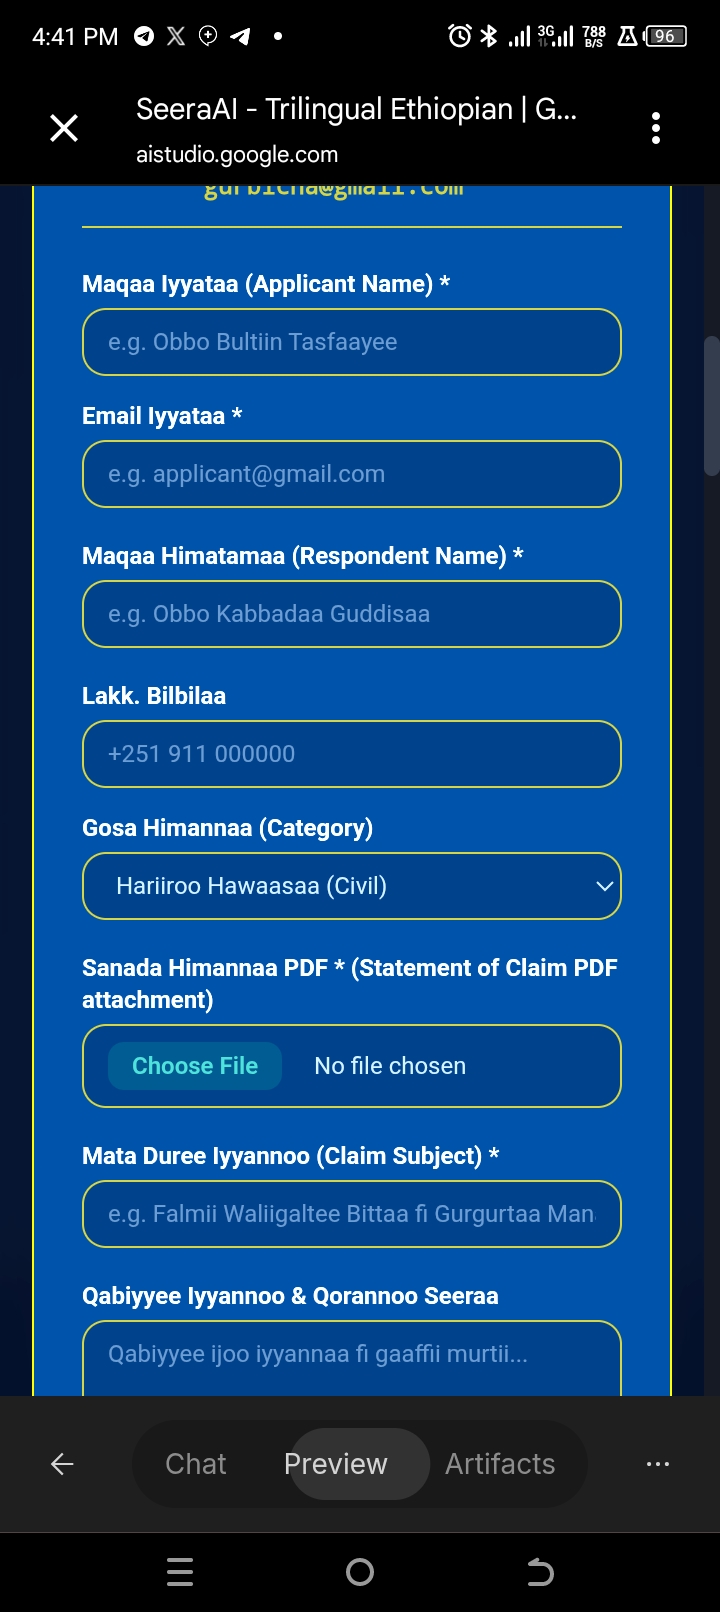 4:41 PM
3G
788
B/S
96
SeeraAI - Trilingual Ethiopian | G...
aistudio.google.com
gurbicha@gmail.com
Maqaa Iyyataa (Applicant Name) *
e.g. Obbo Bultiin Tasfaayee
Email Iyyataa *
e.g. applicant@gmail.com
Maqaa Himatamaa (Respondent Name) *
e.g. Obbo Kabbadaa Guddisaa
Lakk. Bilbilaa
+251 911 000000
Gosa Himannaa (Category)
Hariiroo Hawaasaa (Civil)
Sanada Himannaa PDF * (Statement of Claim PDF
attachment)
Choose File No file chosen
Mata Duree Iyyannoo (Claim Subject) *
e.g. Falmii Waliigaltee Bittaa fi Gurgurtaa Man
Qabiyyee Iyyannoo & Qorannoo Seeraa
Qabiyyee ijoo iyyannaa fi gaaffii murtii...
Chat Preview Artifacts